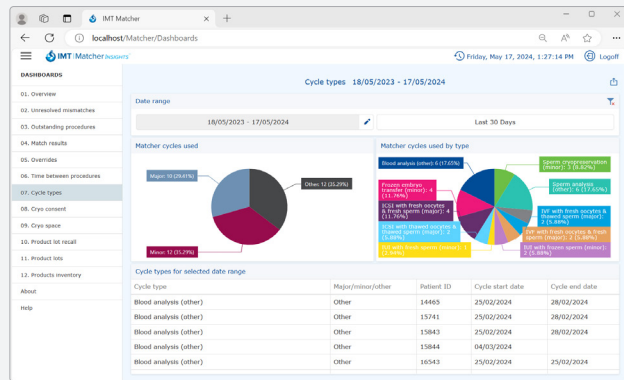 IMT Matcher
localhost/Matcher/Dashboards
IMT Matcher INSIGHTS
Friday, May 17, 2024, 1:27:14 PM
Logoff
DASHBOARDS
01. Overview
02. Unresolved mismatches
03. Outstanding procedures
04. Match results
05. Overrides
06. Time between procedures
07. Cycle types
08. Cryo consent
09. Cryo space
10. Product lot recall
11. Product lots
12. Products inventory
About
Help
Cycle types 18/05/2023 - 17/05/2024
Date range
18/05/2023 - 17/05/2024
Last 30 Days
Matcher cycles used
Major: 10 (29.41%)
Other: 12 (35.29%)
Minor: 12 (35.29%)
Matcher cycles used by type
Blood analysis (other): 6 (17.65%)
Frozen embryo
transfer (minor): 4
(11.76%)
ICSI with fresh oocytes
& fresh sperm (major): 4
(11.76%)
ICSI with thawed oocytes &
thawed sperm (major): 2
(5.88%)
IUI with fresh sperm (minor): 1
(2.94%)
Sperm cryopreservation
(minor): 3 (8.82%)
Sperm analysis
(other): 6 (17.65%)
IVF with fresh oocytes &
thawed sperm (major):
2 (5.88%)
IVF with fresh oocytes & fresh
sperm (major): 2 (5.88%)
IUI with frozen sperm (minor):
2 (5.88%)
Cycle types for selected date range
Cycle type Major/minor/other Patient ID Cycle start date Cycle end date
Blood analysis (other) Other 14465 25/02/2024 28/02/2024
Blood analysis (other) Other 15741 25/02/2024 28/02/2024
Blood analysis (other) Other 15843 25/02/2024 28/02/2024
Blood analysis (other) Other 15844 04/03/2024
Blood analysis (other) Other 16543 25/02/2024 25/02/2024